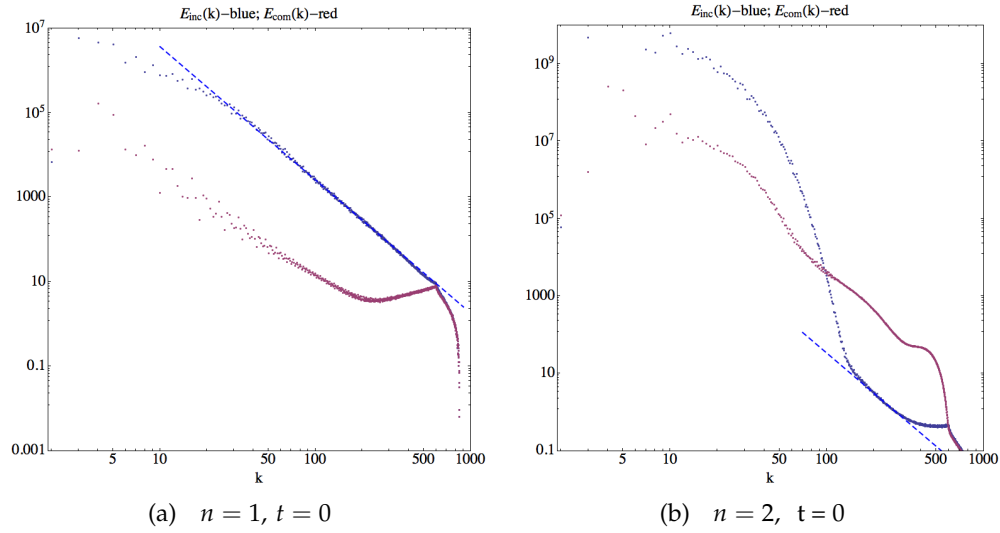 E_inc(k)−blue; E_com(k)−red
10^7
10^5
1000
10
0.1
0.001
5 10 50 100 500 1000
k
(a) n = 1, t = 0
E_inc(k)−blue; E_com(k)−red
10^9
10^7
10^5
1000
10
0.1
5 10 50 100 500 1000
k
(b) n = 2, t = 0